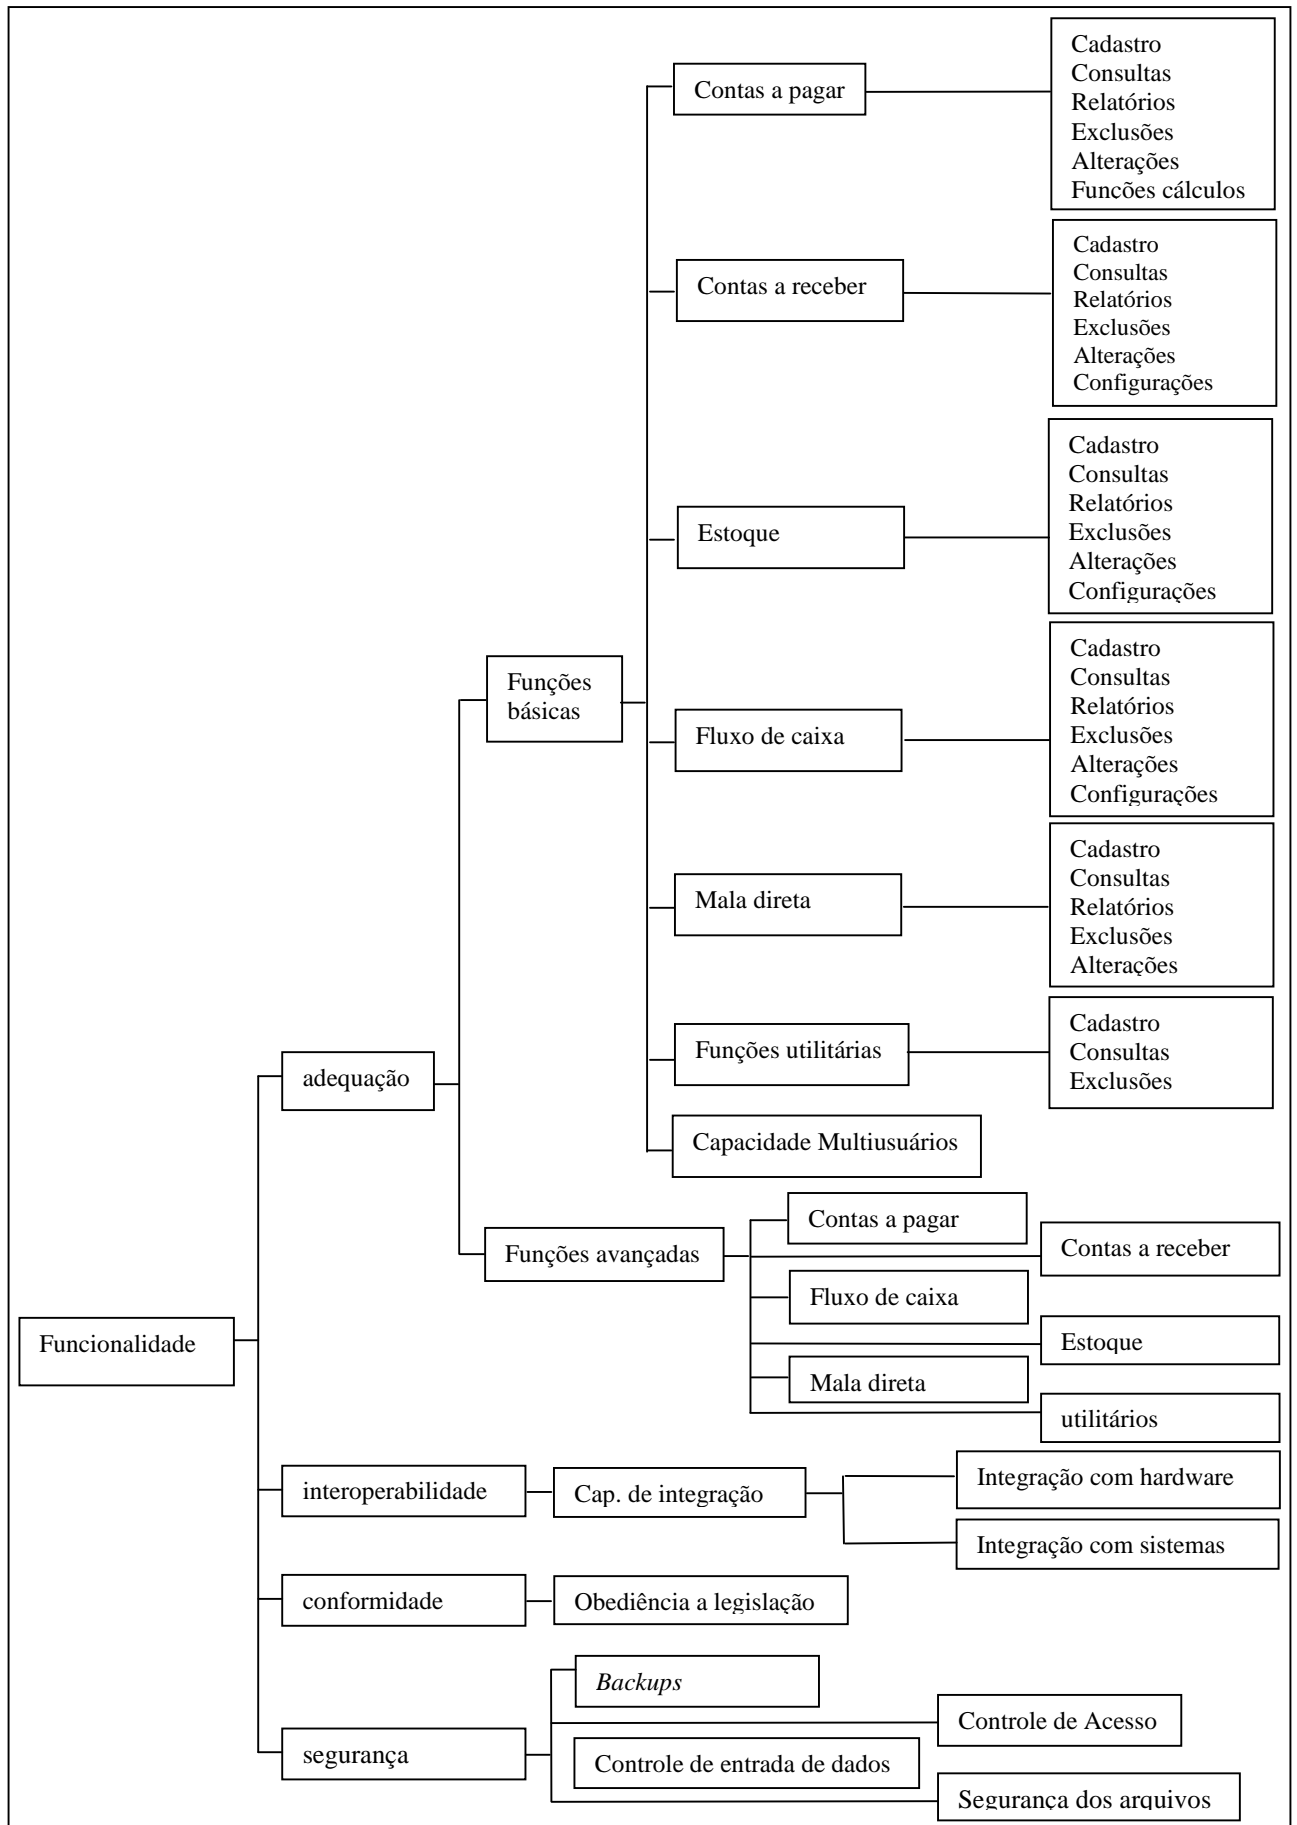 Contas a pagar
Cadastro
Consultas
Relatórios
Exclusões
Alterações
Funcões cálculos
Contas a receber
Cadastro
Consultas
Relatórios
Exclusões
Alterações
Configurações
Estoque
Cadastro
Consultas
Relatórios
Exclusões
Alterações
Configurações
Funções
básicas
Fluxo de caixa
Cadastro
Consultas
Relatórios
Exclusões
Alterações
Configurações
Mala direta
Cadastro
Consultas
Relatórios
Exclusões
Alterações
Funções utilitárias
Cadastro
Consultas
Exclusões
adequação
Capacidade Multiusuários
Funções avançadas
Contas a pagar
Contas a receber
Fluxo de caixa
Estoque
Mala direta
utilitários
Funcionalidade
interoperabilidade
Cap. de integração
Integração com hardware
Integração com sistemas
conformidade
Obediência a legislação
segurança
Backups
Controle de Acesso
Controle de entrada de dados
Segurança dos arquivos